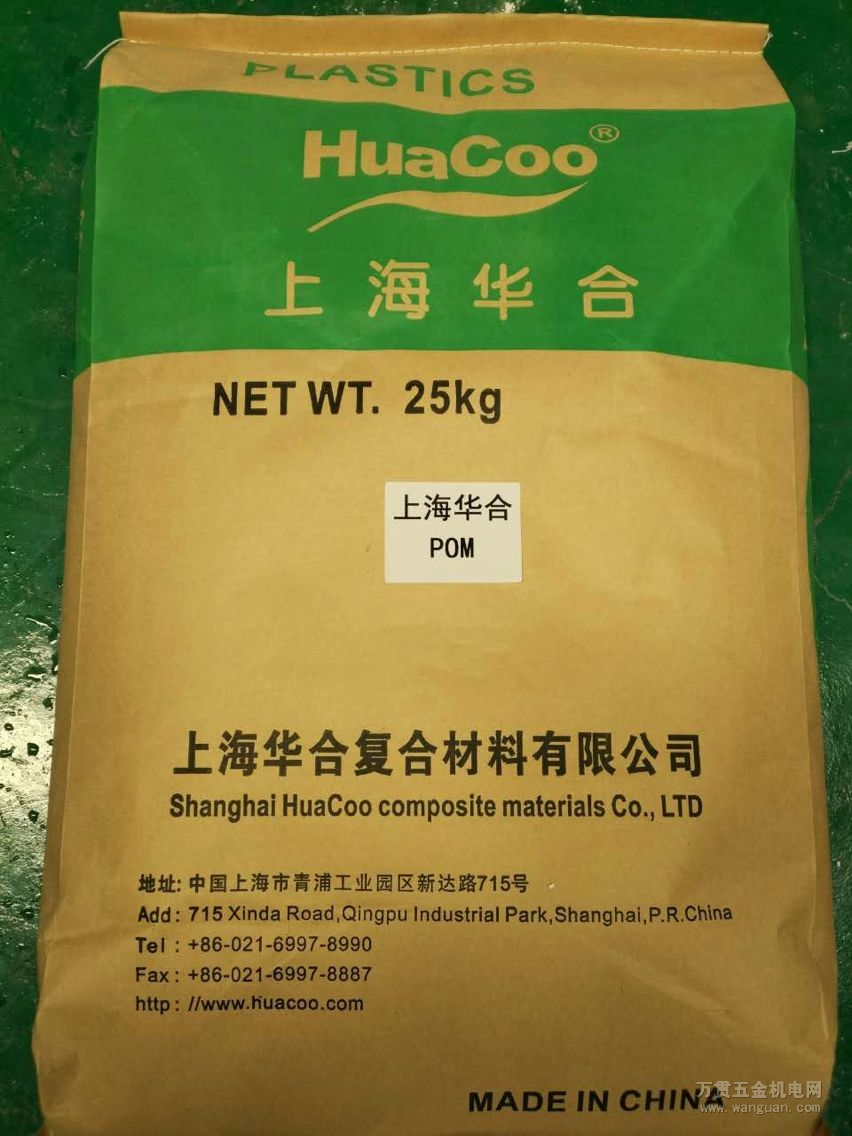 PLASTICS
HuaCoo®
上海华合
NET WT. 25kg
上海华合
POM
上海华合复合材料有限公司
Shanghai HuaCoo composite materials Co., LTD
地址: 中国上海市青浦工业园区新达路715号
Add : 715 Xinda Road,Qingpu Industrial Park,Shanghai,P.R.China
Tel : +86-021-6997-8990
Fax : +86-021-6997-8887
http : //www.huacoo.com
MADE IN CHINA
万贯五金机电网
www.wanguan.com